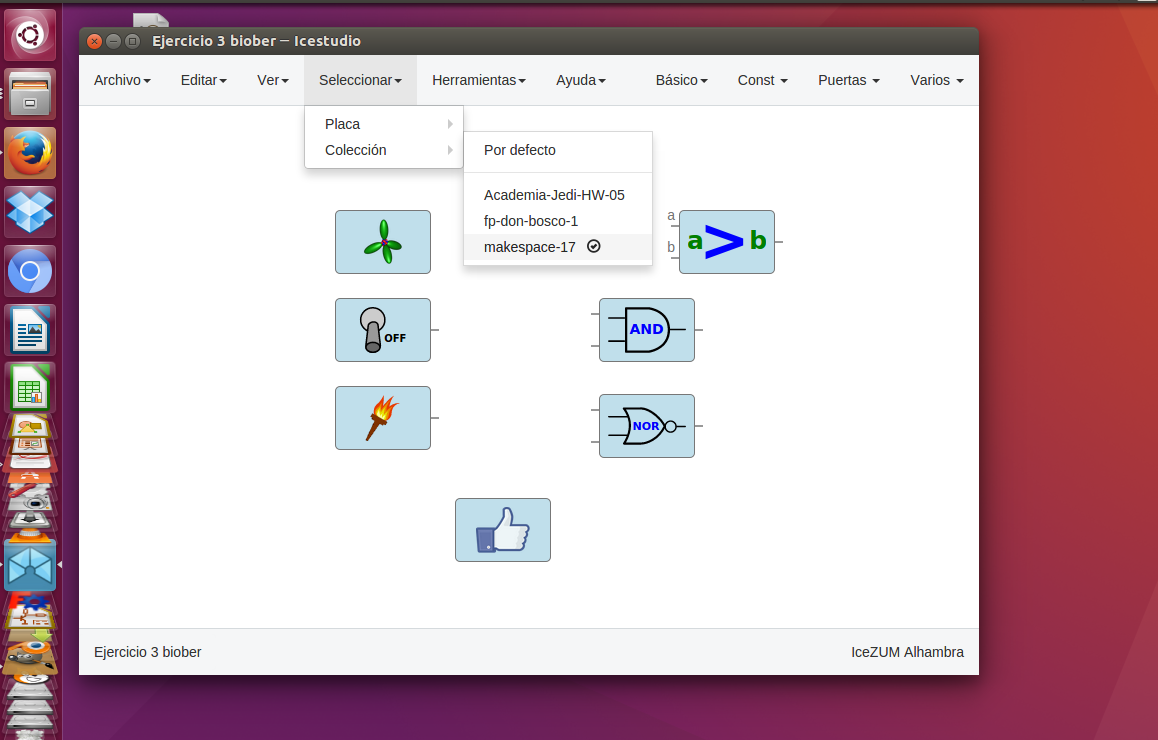 Ejercicio 3 biober — Icestudio
Archivo Editar Ver Seleccionar Herramientas Ayuda Básico Const Puertas Varios
Placa
Colección
Por defecto
Academia-Jedi-HW-05
fp-don-bosco-1
makespace-17
a
b
a>b
OFF
AND
NOR
Ejercicio 3 biober IceZUM Alhambra